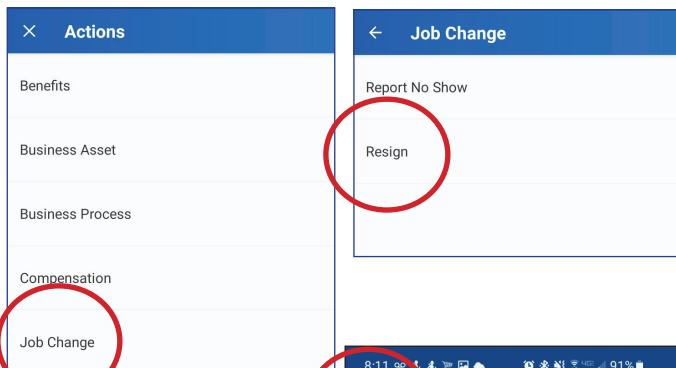 Actions
Benefits
Business Asset
Business Process
Compensation
Job Change
Job Change
Report No Show
Resign
8:11
91%